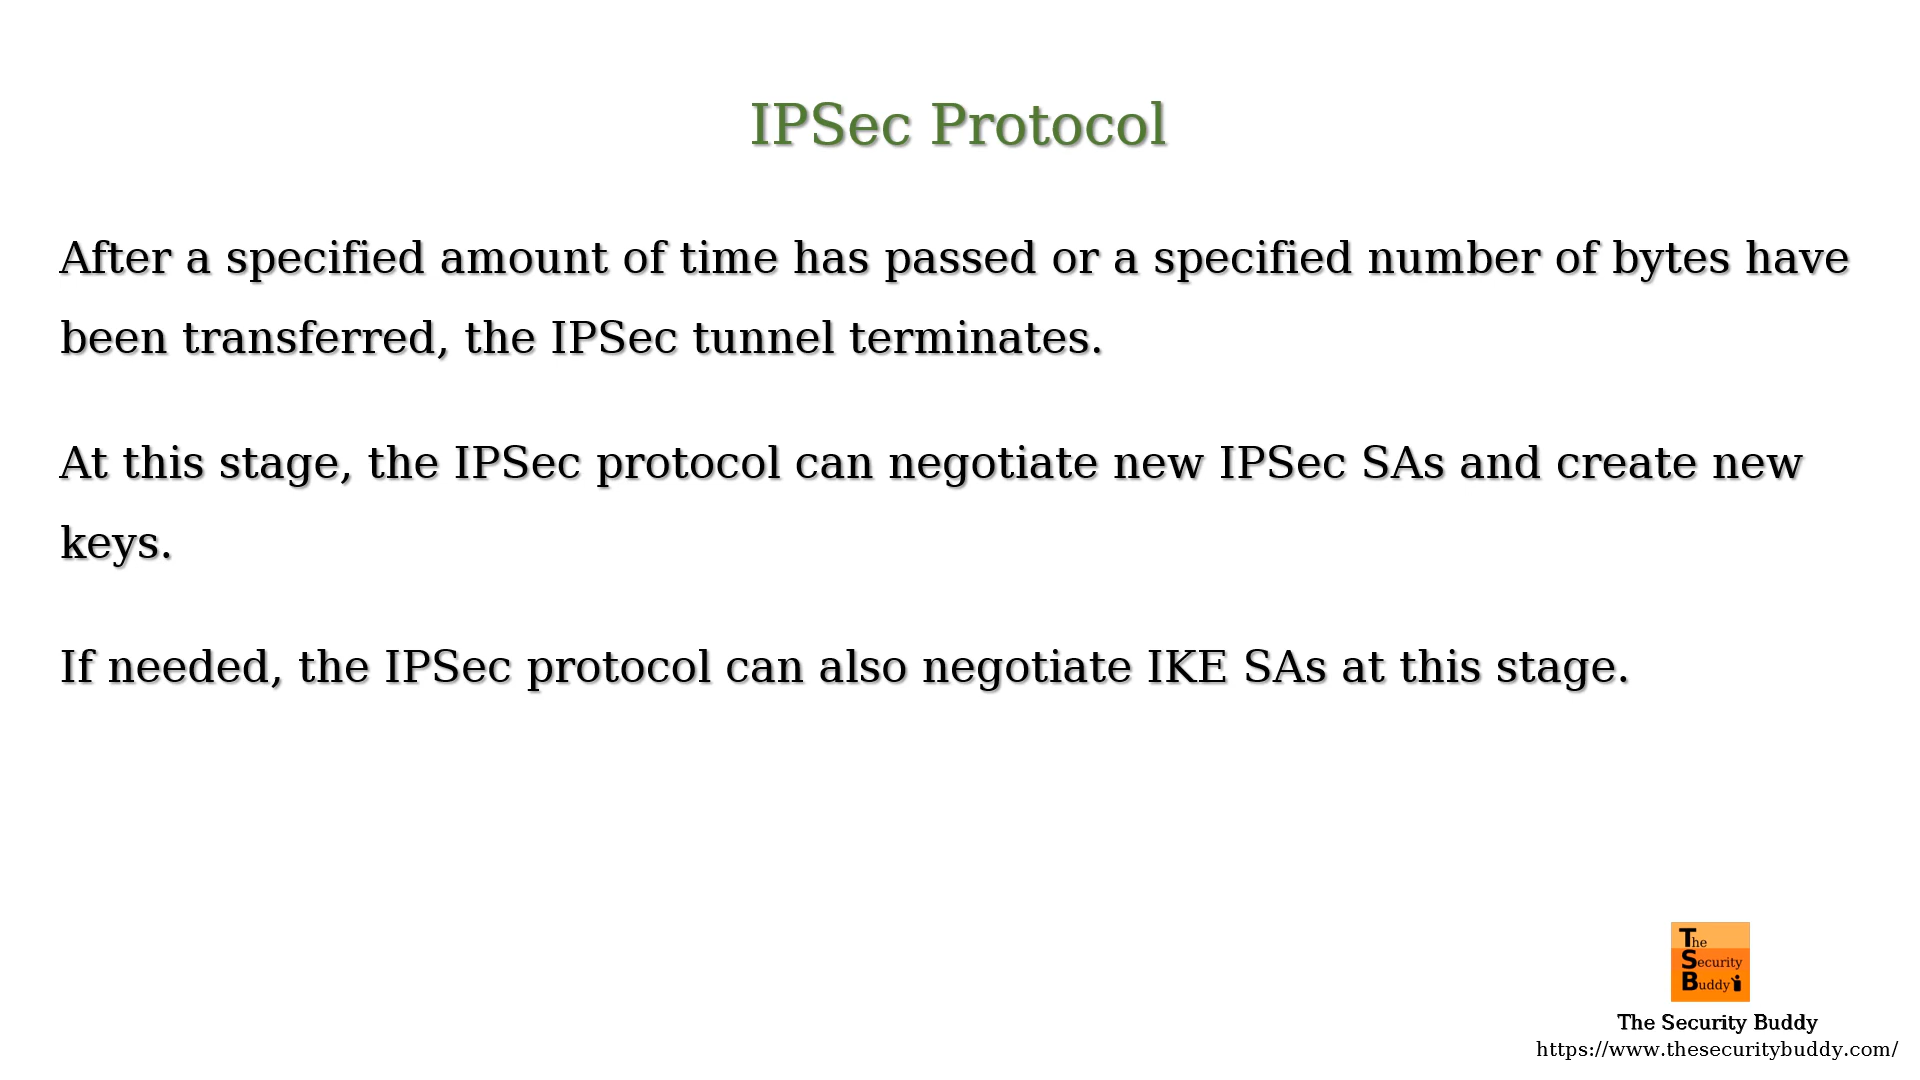 IPSec Protocol
After a specified amount of time has passed or a specified number of bytes have
been transferred, the IPSec tunnel terminates.
At this stage, the IPSec protocol can negotiate new IPSec SAs and create new
keys.
If needed, the IPSec protocol can also negotiate IKE SAs at this stage.
The
Security
Buddy
The Security Buddy
https://www.thesecuritybuddy.com/